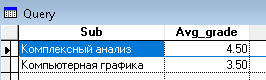 Query
Sub Avg_grade
Комплексный анализ 4.50
Компьютерная графика 3.50